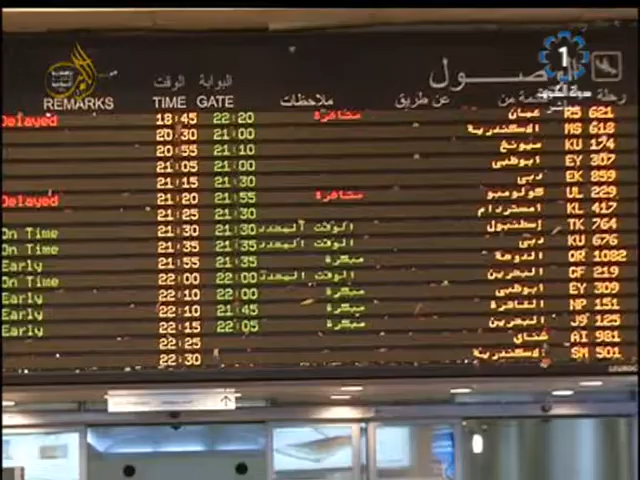 1
الوصول
الوقت البوابة
REMARKS TIME GATE ملاحظات عن طريق قادمة من رحلة
Delayed 18:45 22:20 متأخرة عمان R5 621
20:30 21:00 الاسكندرية MS 618
20:55 21:10 ميونخ KU 174
21:05 21:00 ابوظبي EY 307
21:15 21:30 دبي EK 859
Delayed 21:20 21:55 متأخرة كولومبو UL 229
21:25 21:30 امستردام KL 417
On Time 21:30 21:30 الوقت المحدد إسطنبول TK 764
On Time 21:35 21:35 الوقت المحدد دبي KU 676
Early 21:55 21:35 مبكرة الدوحة QR 1082
On Time 22:00 22:00 الوقت المحدد البحرين GF 219
Early 22:10 22:00 مبكرة ابوظبي EY 309
Early 22:10 21:45 مبكرة القاهرة NP 151
Early 22:15 22:05 مبكرة البحرين J9 125
22:25 شناي AI 981
22:30 الاسكندرية SM 501